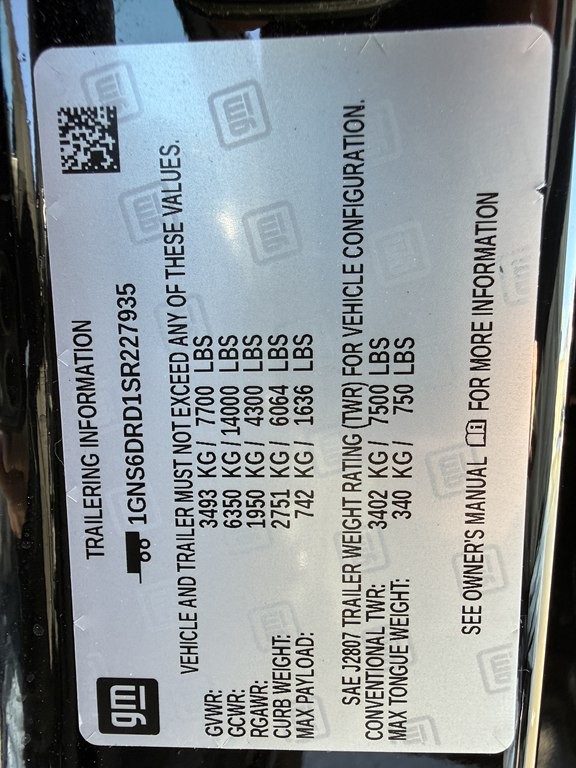 gm
TRAILERING INFORMATION
1GNS6DRD1SR227935
VEHICLE AND TRAILER MUST NOT EXCEED ANY OF THESE VALUES.
GVWR: 3493 KG / 7700 LBS
GCWR: 6350 KG / 14000 LBS
RGAWR: 1950 KG / 4300 LBS
CURB WEIGHT: 2751 KG / 6064 LBS
MAX PAYLOAD: 742 KG / 1636 LBS
SAE J2807 TRAILER WEIGHT RATING (TWR) FOR VEHICLE CONFIGURATION.
CONVENTIONAL TWR: 3402 KG / 7500 LBS
MAX TONGUE WEIGHT: 340 KG / 750 LBS
SEE OWNER'S MANUAL FOR MORE INFORMATION